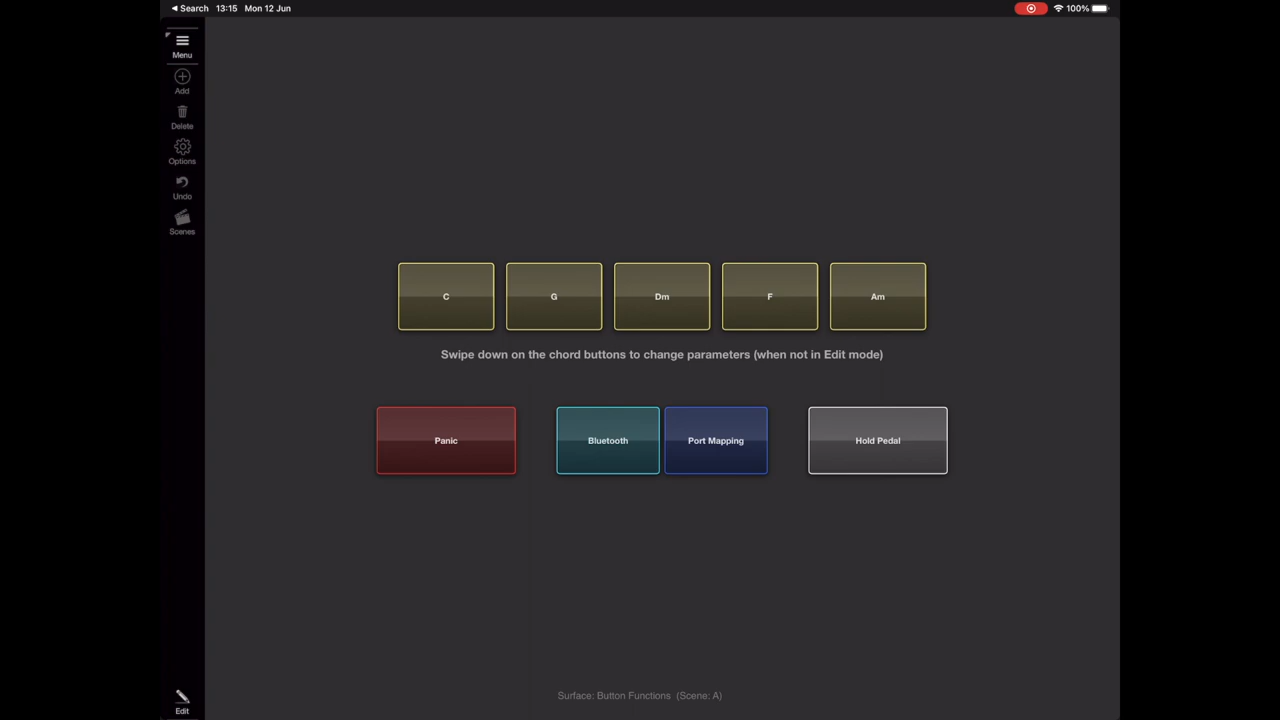 Search 13:15 Mon 12 Jun 100%
Menu
Add
Delete
Options
Undo
Scenes
C G Dm F Am
Swipe down on the chord buttons to change parameters (when not in Edit mode)
Panic Bluetooth Port Mapping Hold Pedal
Surface: Button Functions (Scene: A)
Edit